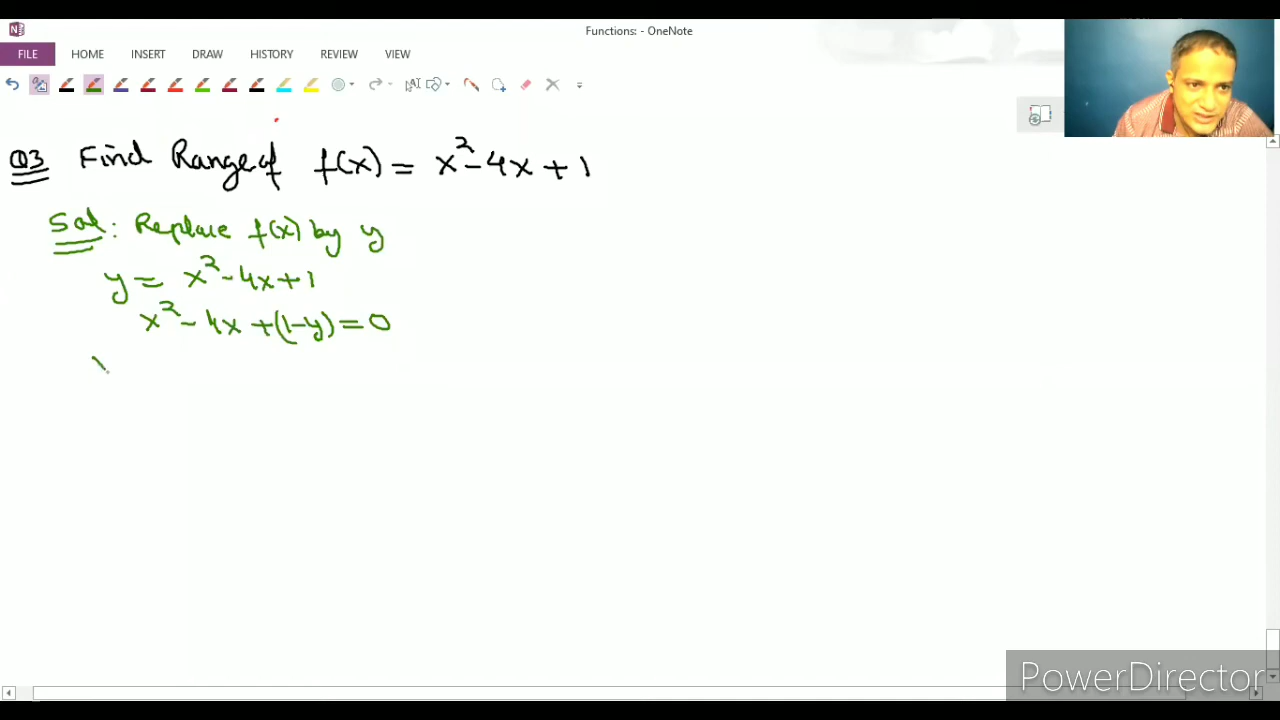 Functions: - OneNote
FILE HOME INSERT DRAW HISTORY REVIEW VIEW
Q3 Find Range of f(x) = x² - 4x + 1
Sol: Replace f(x) by y
y = x² - 4x + 1
x² - 4x + (1-y) = 0
PowerDirector